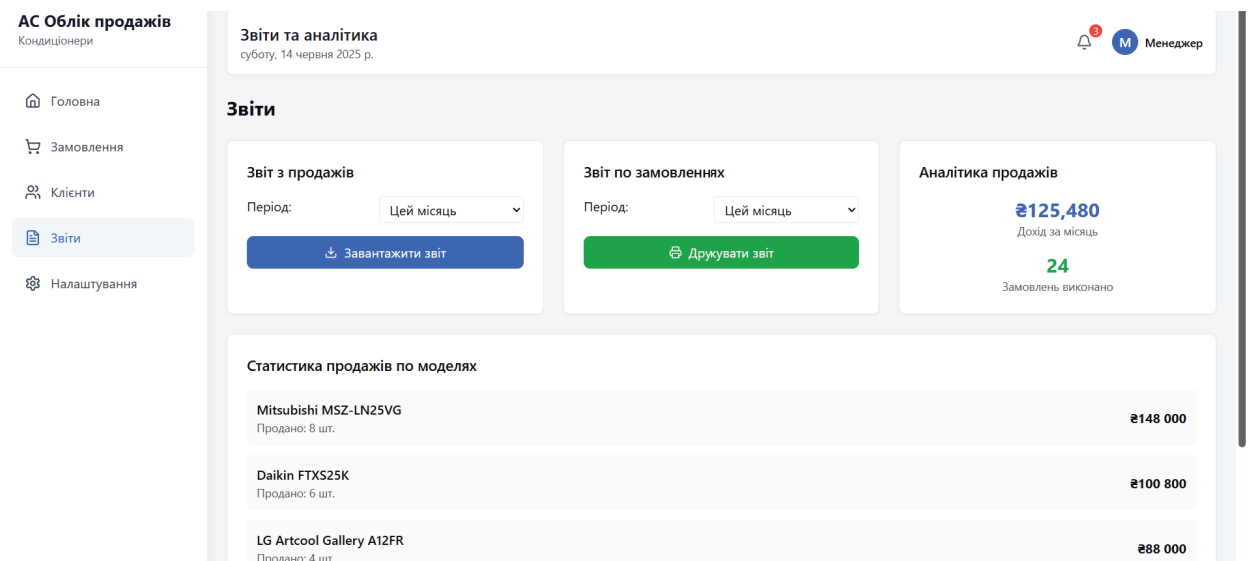 АС Облік продажів
Кондиціонери
Головна
Замовлення
Клієнти
Звіти
Налаштування
Звіти та аналітика
суботу, 14 червня 2025 р.
3
М Менеджер
Звіти
Звіт з продажів
Період: Цей місяць
Завантажити звіт
Звіт по замовленнях
Період: Цей місяць
Друкувати звіт
Аналітика продажів
₴125,480
Дохід за місяць
24
Замовлень виконано
Статистика продажів по моделях
Mitsubishi MSZ-LN25VG
Продано: 8 шт.
₴148 000
Daikin FTXS25K
Продано: 6 шт.
₴100 800
LG Artcool Gallery A12FR
Продано: 4 шт.
₴88 000